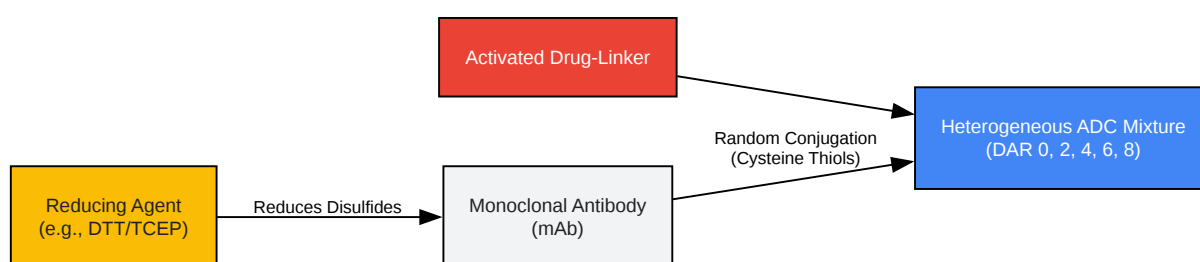 Activated Drug-Linker
Heterogeneous ADC Mixture
(DAR 0, 2, 4, 6, 8)
Random Conjugation
(Cysteine Thiols)
Reducing Agent
(e.g., DTT/TCEP)
Reduces Disulfides
Monoclonal Antibody
(mAb)